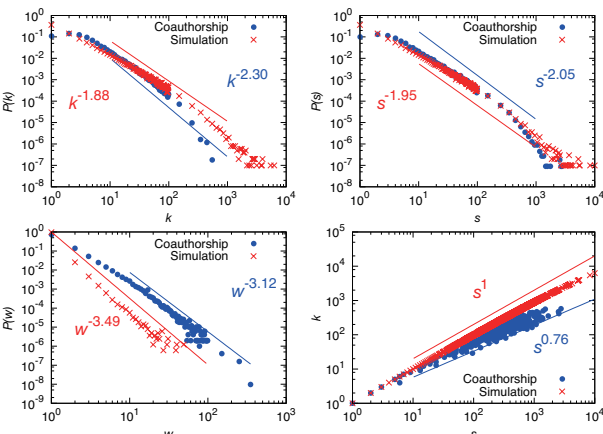 10^0
10^-1
10^-2
10^-3
10^-4
10^-5
10^-6
10^-7
10^-8
P(k)
Coauthorship
Simulation
k^-2.30
k^-1.88
10^0 10^1 10^2 10^3 10^4
k
10^0
10^-1
10^-2
10^-3
10^-4
10^-5
10^-6
10^-7
10^-8
P(s)
Coauthorship
Simulation
s^-2.05
s^-1.95
10^0 10^1 10^2 10^3 10^4
s
10^0
10^-1
10^-2
10^-3
10^-4
10^-5
10^-6
10^-7
10^-8
10^-9
P(w)
Coauthorship
Simulation
w^-3.12
w^-3.49
10^0 10^1 10^2 10^3
w
10^5
10^4
10^3
10^2
10^1
10^0
k
s^1
s^0.76
Coauthorship
Simulation
10^0 10^1 10^2 10^3 10^4
s